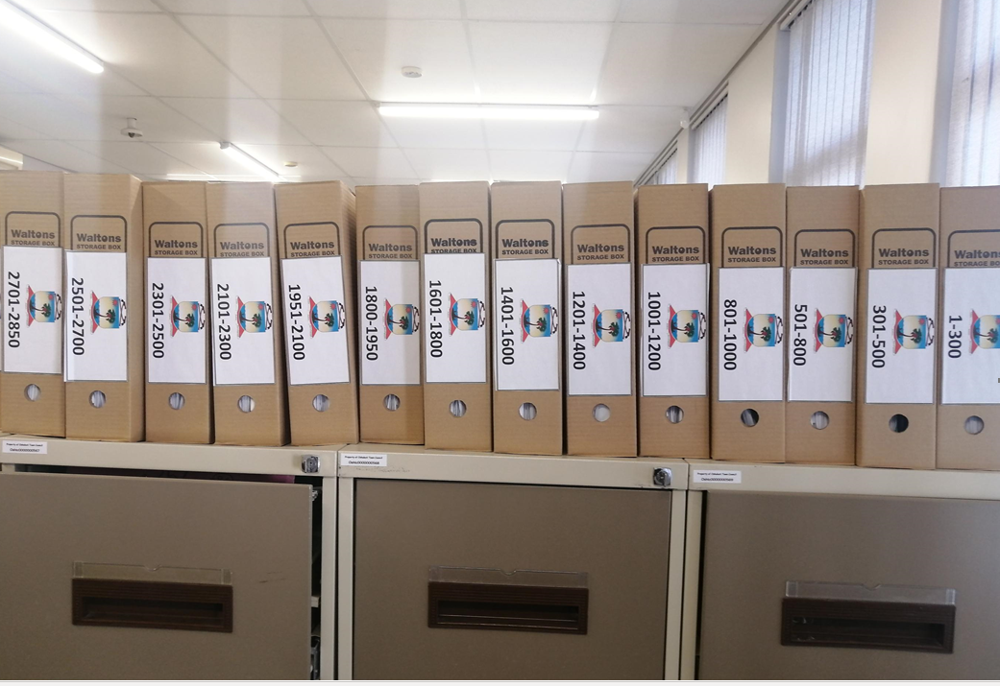 Waltons
STORAGE BOX
2701-2850
Waltons
STORAGE BOX
2501-2700
Waltons
STORAGE BOX
2301-2500
Waltons
STORAGE BOX
2101-2300
Waltons
STORAGE BOX
1951-2100
Waltons
STORAGE BOX
1800-1950
Waltons
STORAGE BOX
1601-1800
Waltons
STORAGE BOX
1401-1600
Waltons
STORAGE BOX
1201-1400
Waltons
STORAGE BOX
1001-1200
Waltons
STORAGE BOX
801-1000
Waltons
STORAGE BOX
501-800
Waltons
STORAGE BOX
301-500
Waltons
STORAGE BOX
1-300